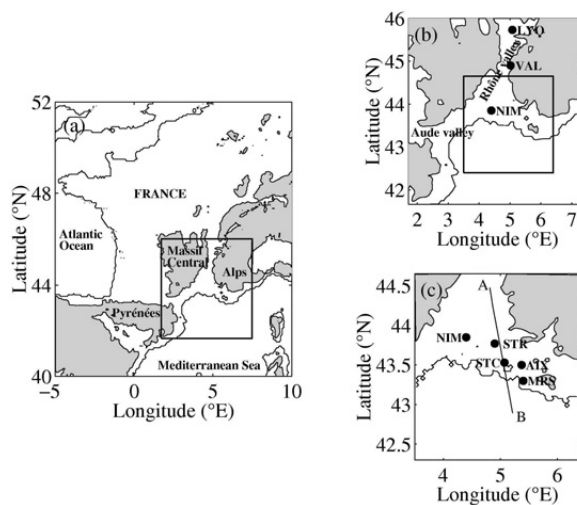 (a)
52
48
44
40
Latitude (°N)
−5
0
5
10
Longitude (°E)
FRANCE
Atlantic
Ocean
Massif
Central
Alps
Pyrénées
Mediterranean Sea
(b)
46
45
44
43
42
Latitude (°N)
2
3
4
5
6
7
Longitude (°E)
LYO
VAL
Rhône valley
NIM
Aude valley
(c)
44.5
44
43.5
43
42.5
Latitude (°N)
4
5
6
Longitude (°E)
A
NIM
STR
STC
AIX
MRS
B